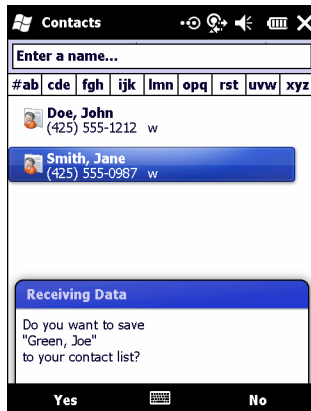 Contacts
Enter a name...
#ab cde fgh ijk lmn opq rst uvw xyz
Doe, John
(425) 555-1212 w
Smith, Jane
(425) 555-0987 w
Receiving Data
Do you want to save
"Green, Joe"
to your contact list?
Yes No